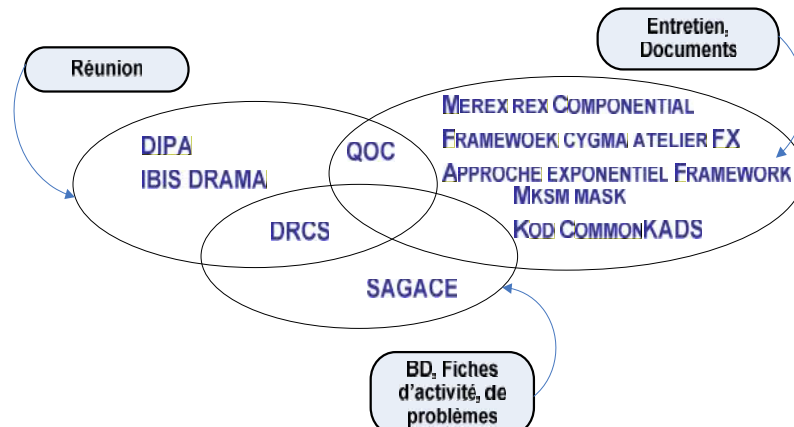 Entretien,
Documents
Réunion
MEREX REX COMPONENTIAL
DIPA
QOC
FRAMEWOEK CYGMA ATELIER FX
IBIS DRAMA
APPROCHE EXPONENTIEL FRAMEWORK
MKSM MASK
DRCS
KOD COMMONKADS
SAGACE
BD, Fiches
d'activité, de
problèmes